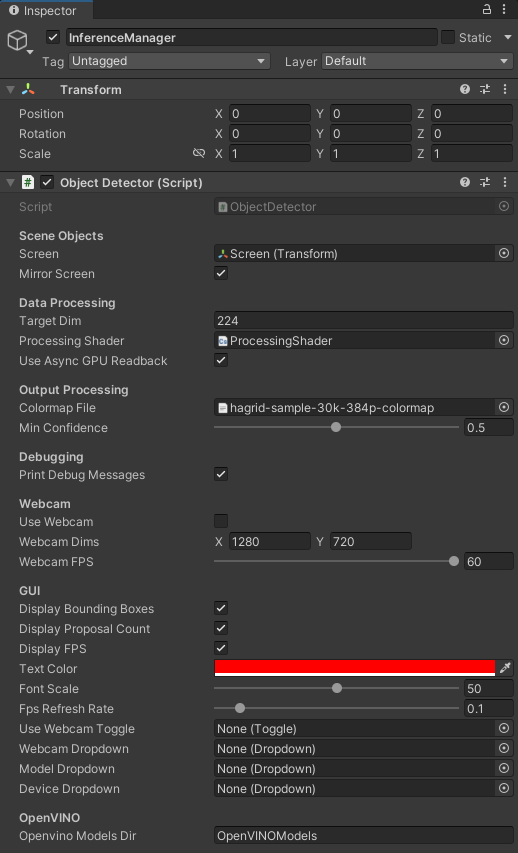 Inspector
InferenceManager Static
Tag Untagged Layer Default
Transform
Position X 0 Y 0 Z 0
Rotation X 0 Y 0 Z 0
Scale X 1 Y 1 Z 1
# Object Detector (Script)
Script # ObjectDetector
Scene Objects
Screen Screen (Transform)
Mirror Screen
Data Processing
Target Dim 224
Processing Shader ProcessingShader
Use Async GPU Readback
Output Processing
Colormap File hagrid-sample-30k-384p-colormap
Min Confidence 0.5
Debugging
Print Debug Messages
Webcam
Use Webcam
Webcam Dims X 1280 Y 720
Webcam FPS 60
GUI
Display Bounding Boxes
Display Proposal Count
Display FPS
Text Color
Font Scale 50
Fps Refresh Rate 0.1
Use Webcam Toggle None (Toggle)
Webcam Dropdown None (Dropdown)
Model Dropdown None (Dropdown)
Device Dropdown None (Dropdown)
OpenVINO
Openvino Models Dir OpenVINOModels